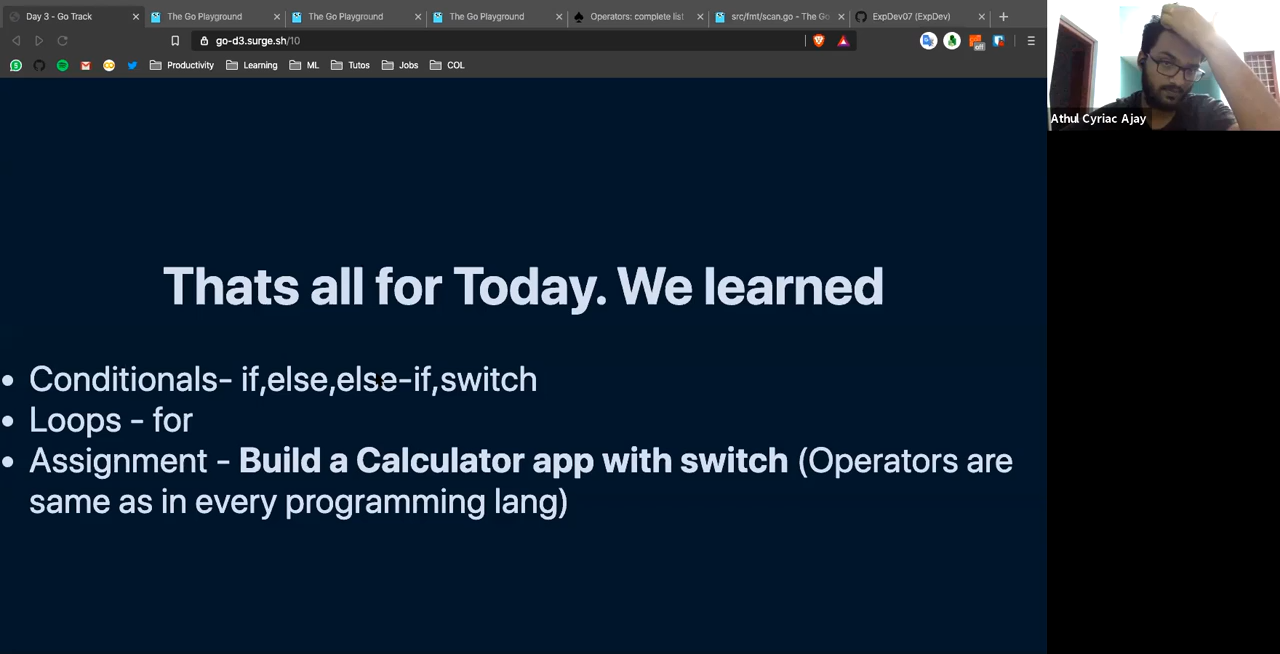 Day 3 - Go Track
The Go Playground
The Go Playground
The Go Playground
Operators: complete list
src/fmt/scan.go - The Go
ExpDev07 (ExpDev)
go-d3.surge.sh/10
off
Productivity
Learning
ML
Tutos
Jobs
COL
Athul Cyriac Ajay
Thats all for Today. We learned
• Conditionals- if,else,else-if,switch
• Loops - for
• Assignment - Build a Calculator app with switch (Operators are
same as in every programming lang)